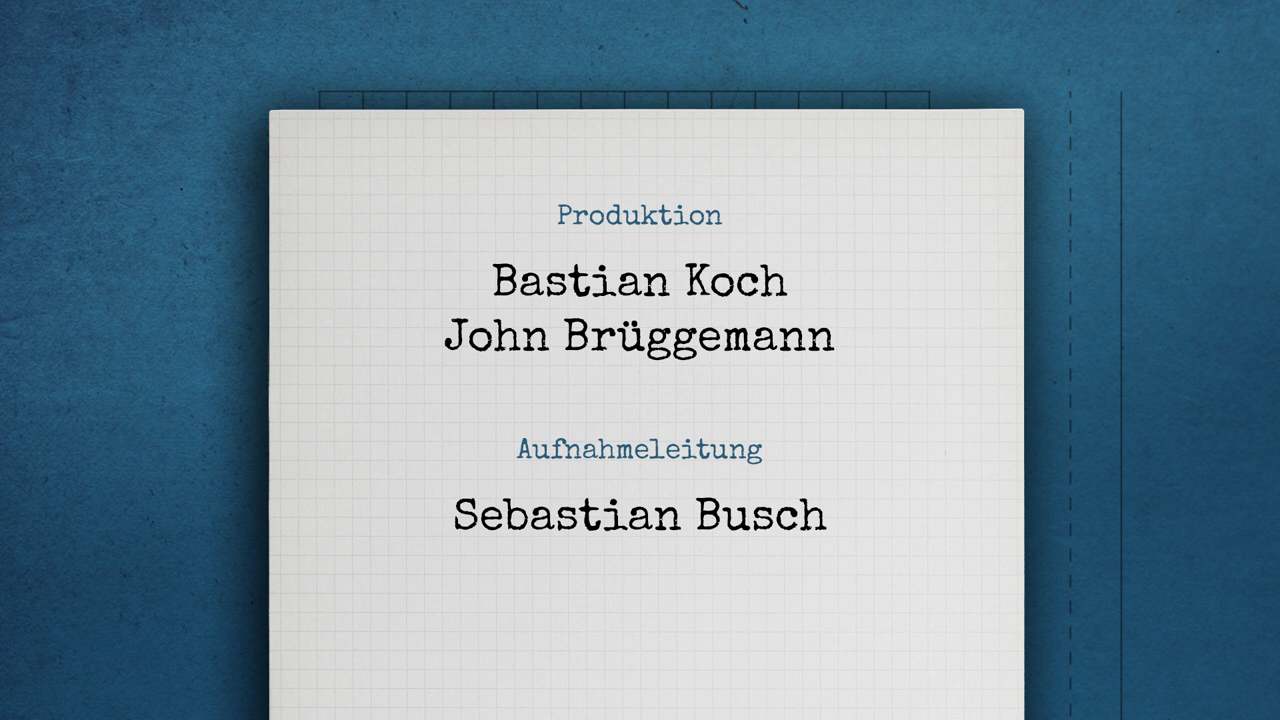 Produktion
Bastian Koch
John Brüggemann
Aufnahmeleitung
Sebastian Busch